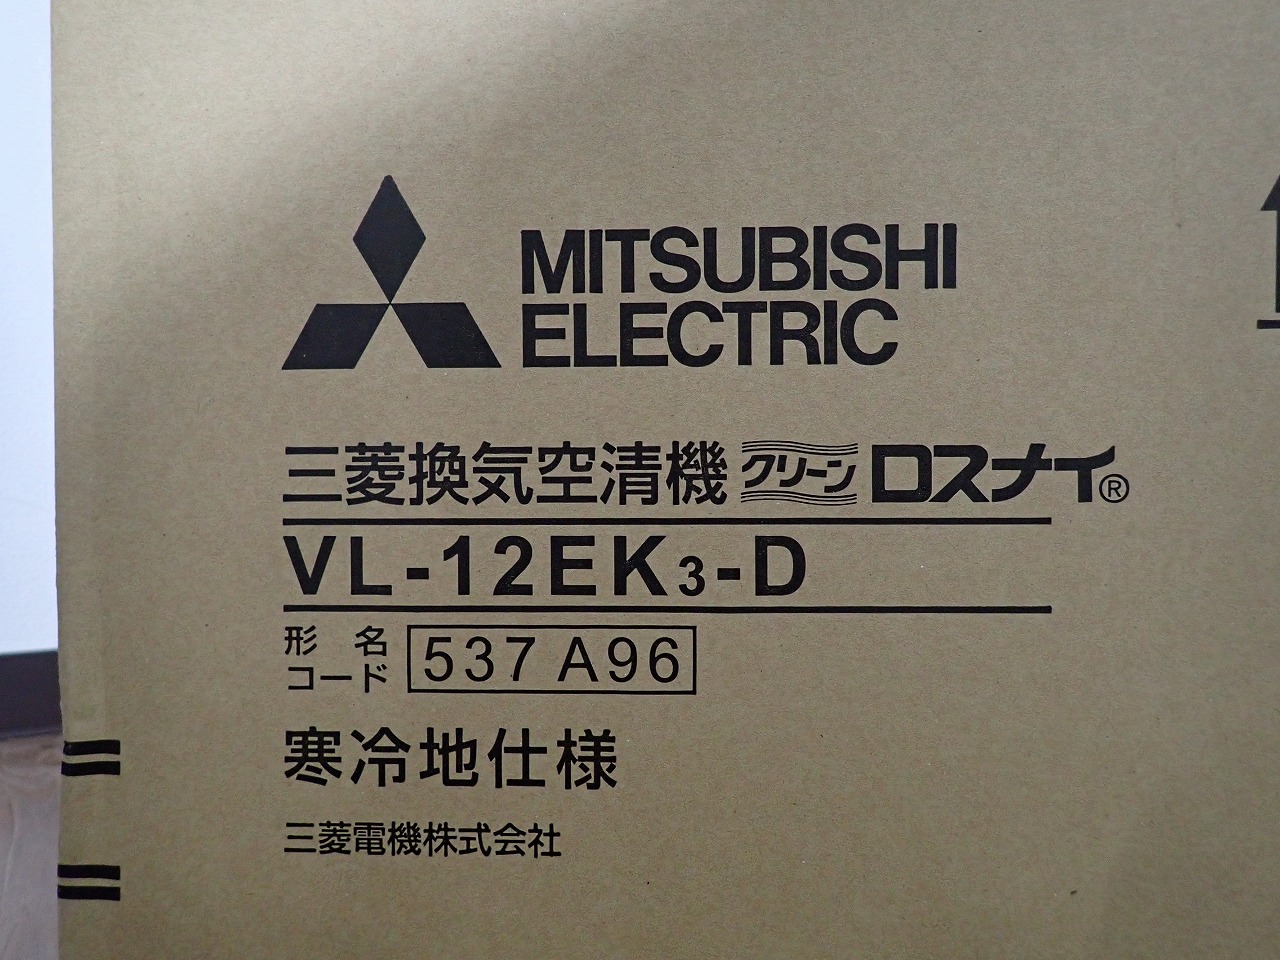 MITSUBISHI
ELECTRIC
三菱換気空清機 クリーン ロスナイ®
VL-12EK3-D
形名
コード 537 A96
寒冷地仕様
三菱電機株式会社